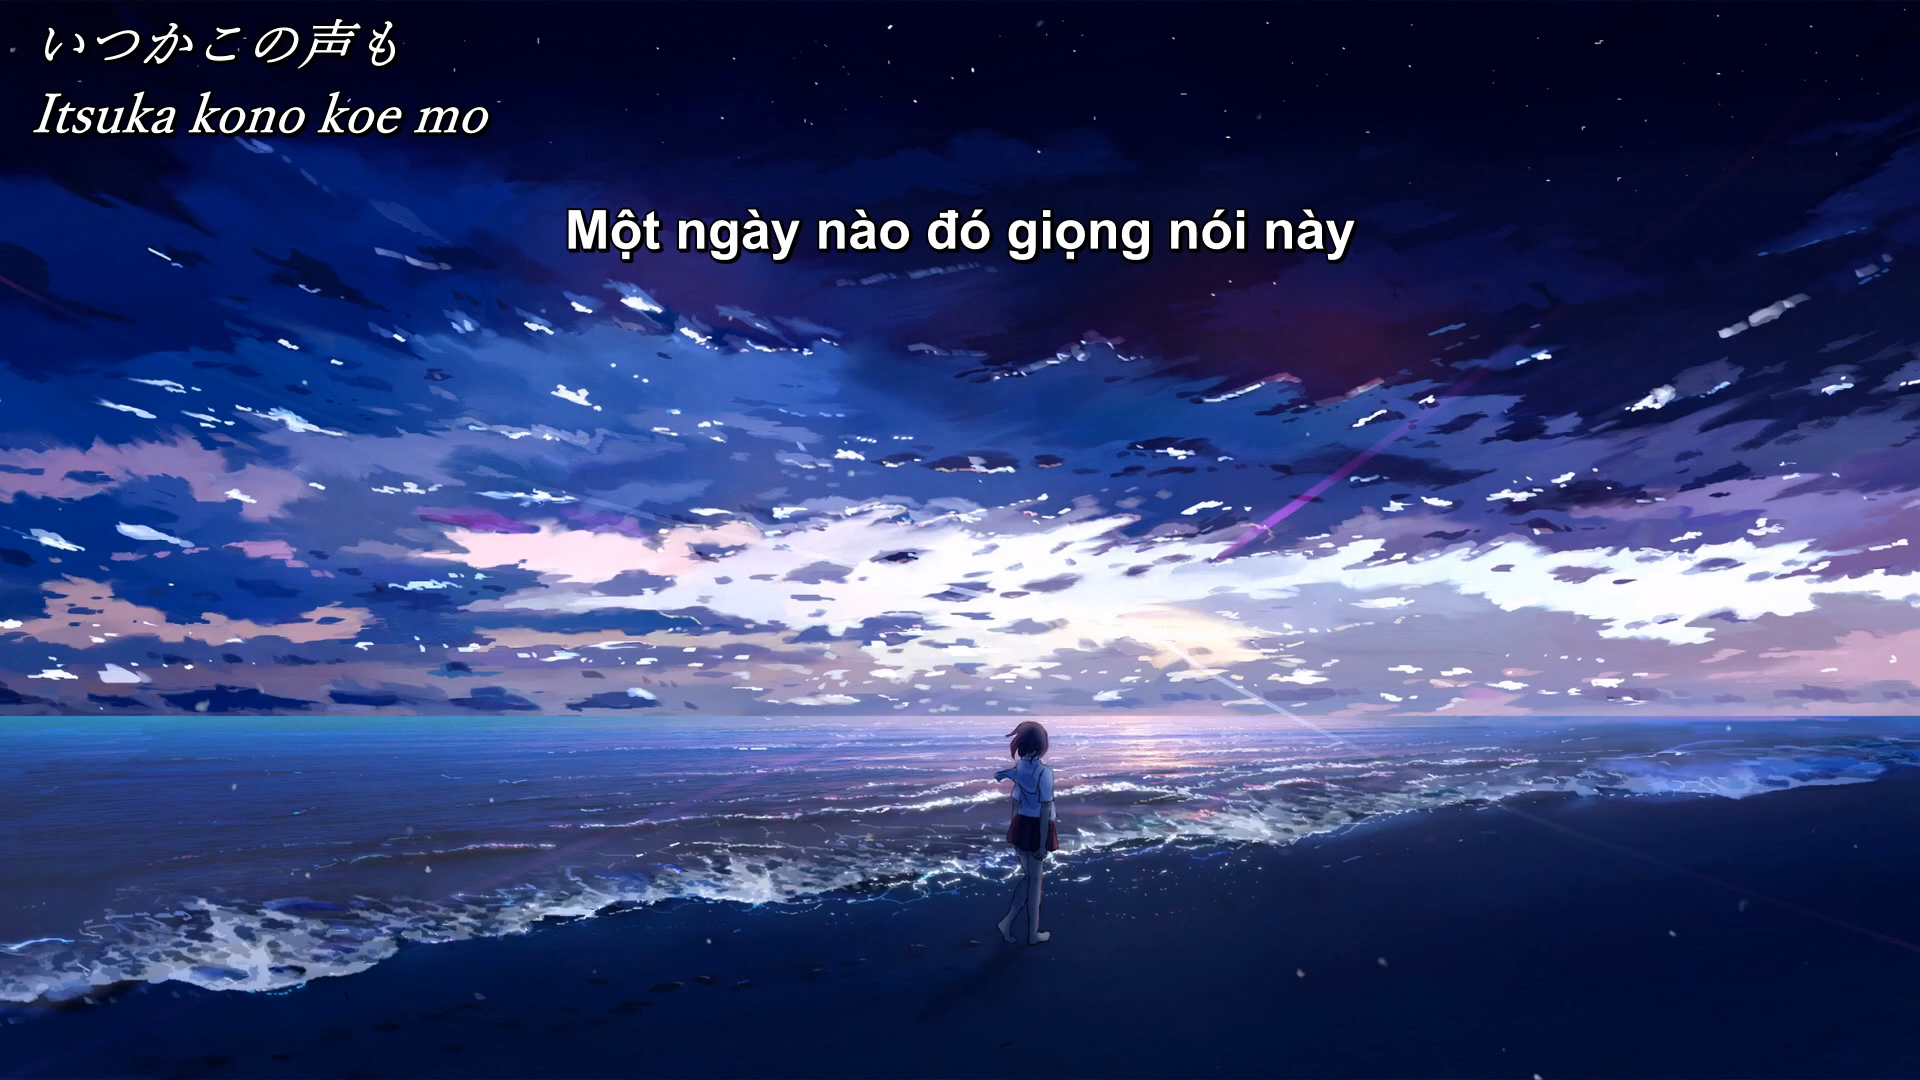 いつかこの声も
Itsuka kono koe mo
Một ngày nào đó giọng nói này